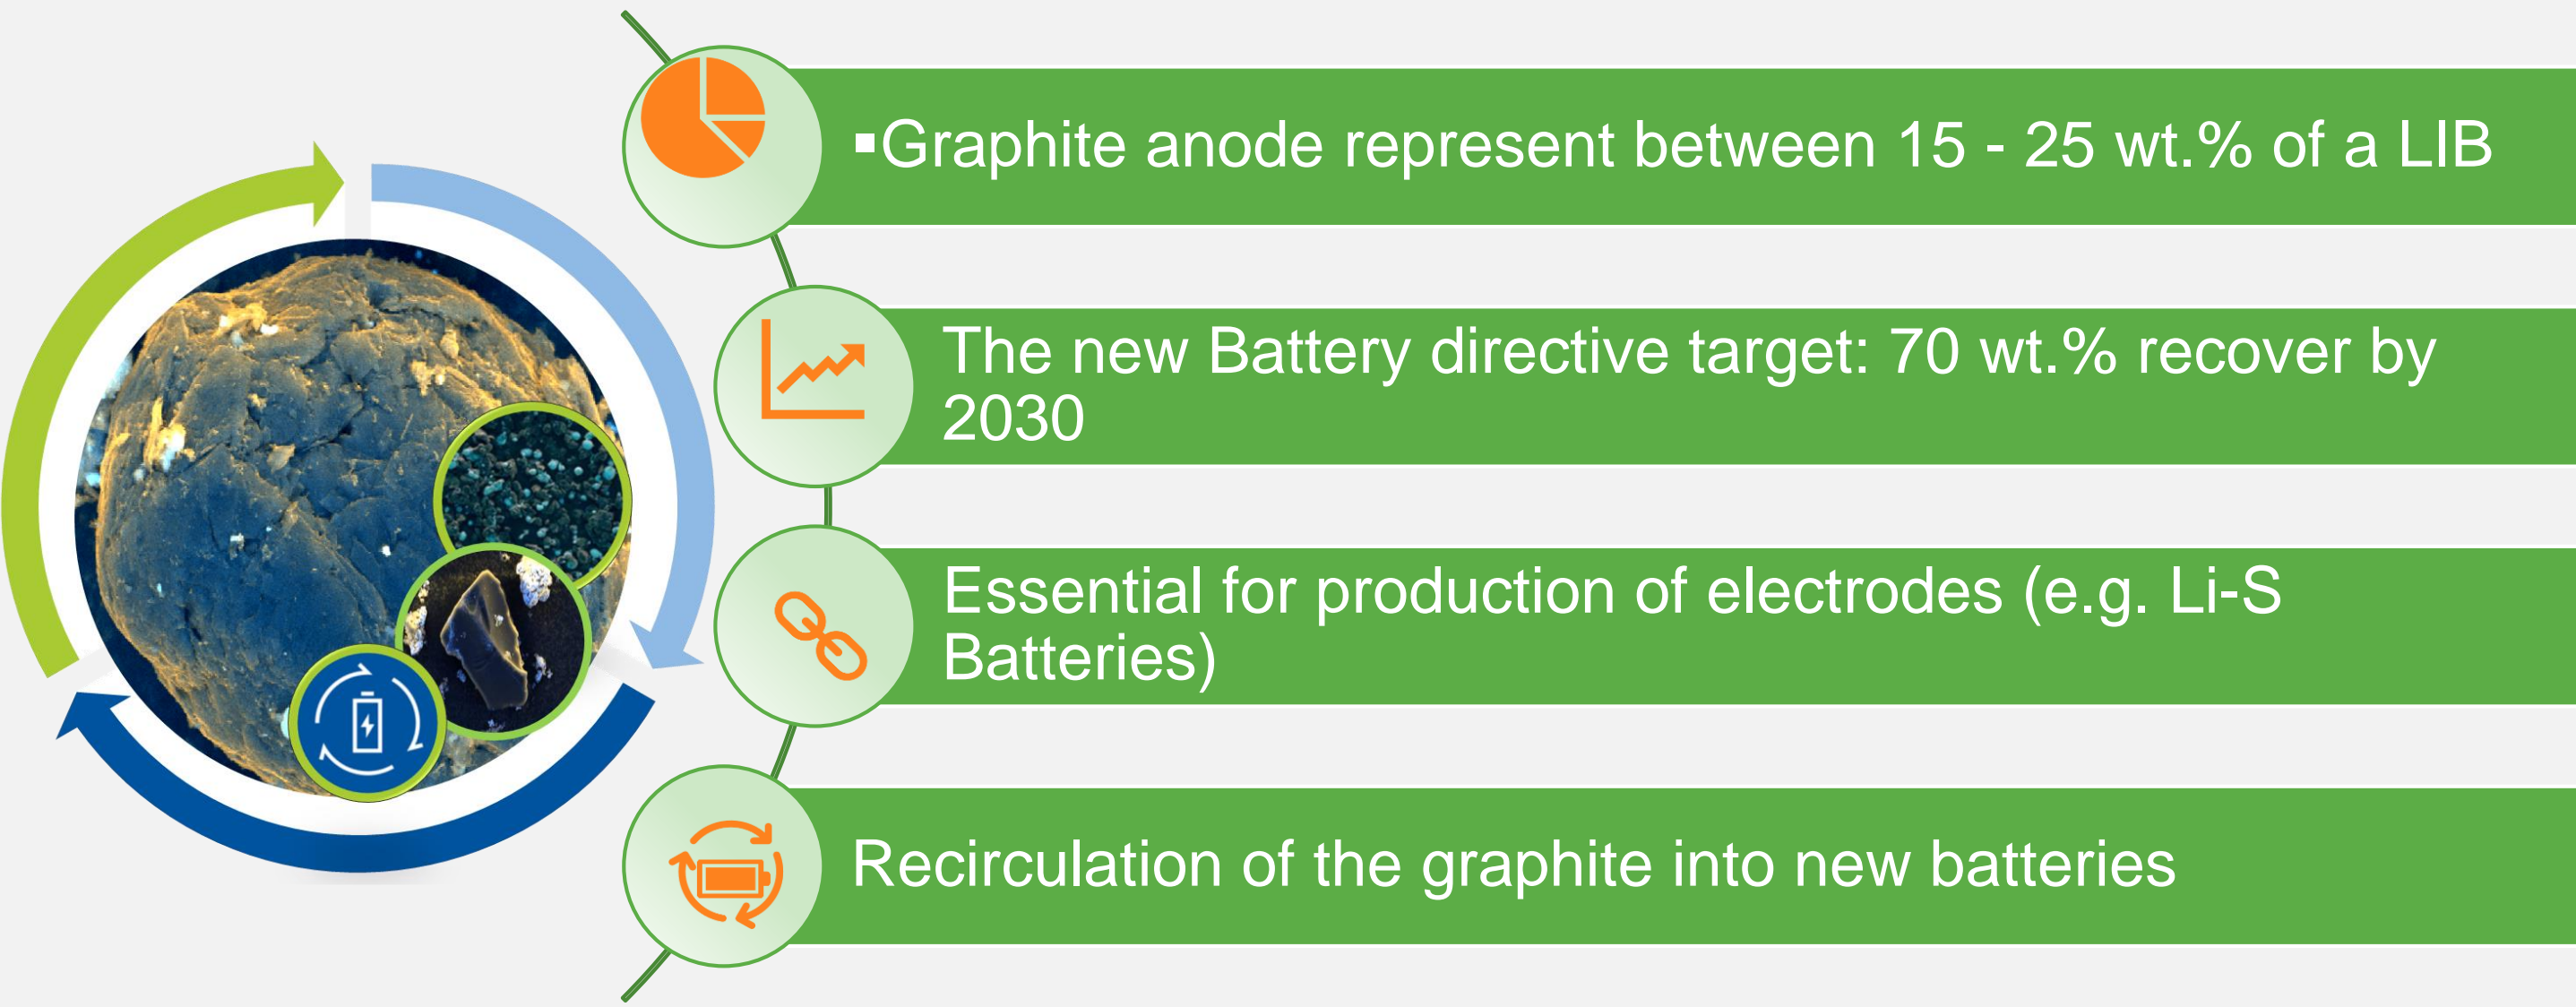 ▪Graphite anode represent between 15 - 25 wt.% of a LIB
The new Battery directive target: 70 wt.% recover by
2030
Essential for production of electrodes (e.g. Li-S
Batteries)
Recirculation of the graphite into new batteries